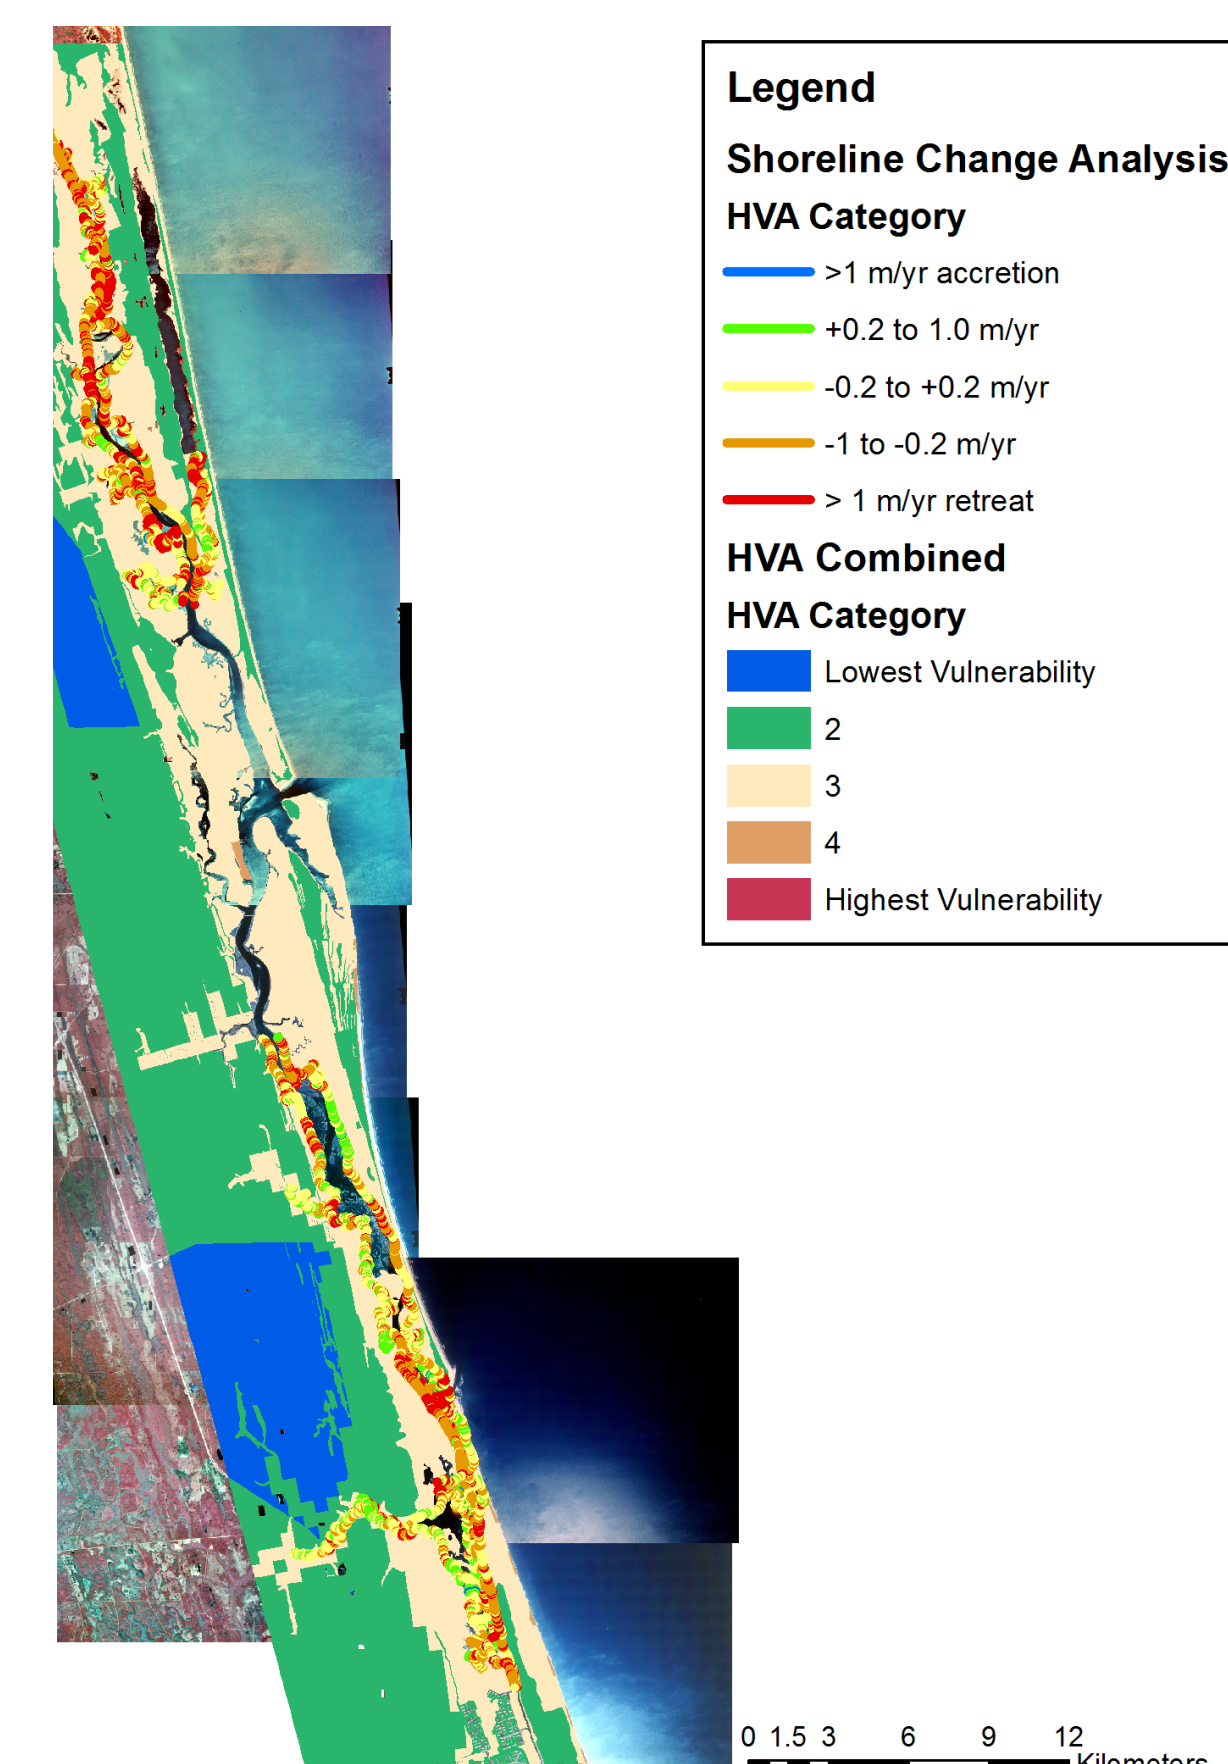 Legend
Shoreline Change Analysis
HVA Category
>1 m/yr accretion
+0.2 to 1.0 m/yr
-0.2 to +0.2 m/yr
-1 to -0.2 m/yr
> 1 m/yr retreat
HVA Combined
HVA Category
Lowest Vulnerability
2
3
4
Highest Vulnerability
0 1.5 3 6 9 12
Kilometers